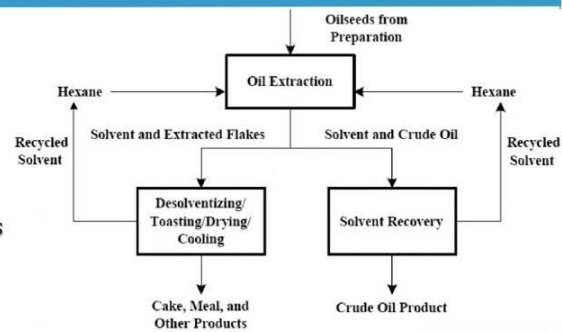 Oilseeds from
Preparation
Oil Extraction
Hexane
Hexane
Recycled
Solvent
Solvent and Extracted Flakes
Solvent and Crude Oil
Recycled
Solvent
Desolventizing/
Toasting/Drying/
Cooling
Solvent Recovery
s
Cake, Meal, and
Other Products
Crude Oil Product